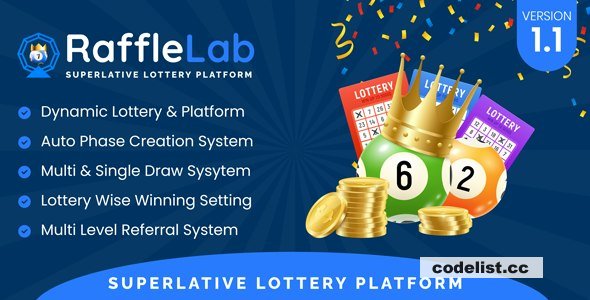 RaffleLab
SUPERLATIVE LOTTERY PLATFORM
Dynamic Lottery & Platform
Auto Phase Creation System
Multi & Single Draw Sysytem
Lottery Wise Winning Setting
Multi Level Referral System
VERSION
1.1
LOTTERY
LOTTERY
LOTTERY
6
2
SUPERLATIVE LOTTERY PLATFORM
codelist.cc